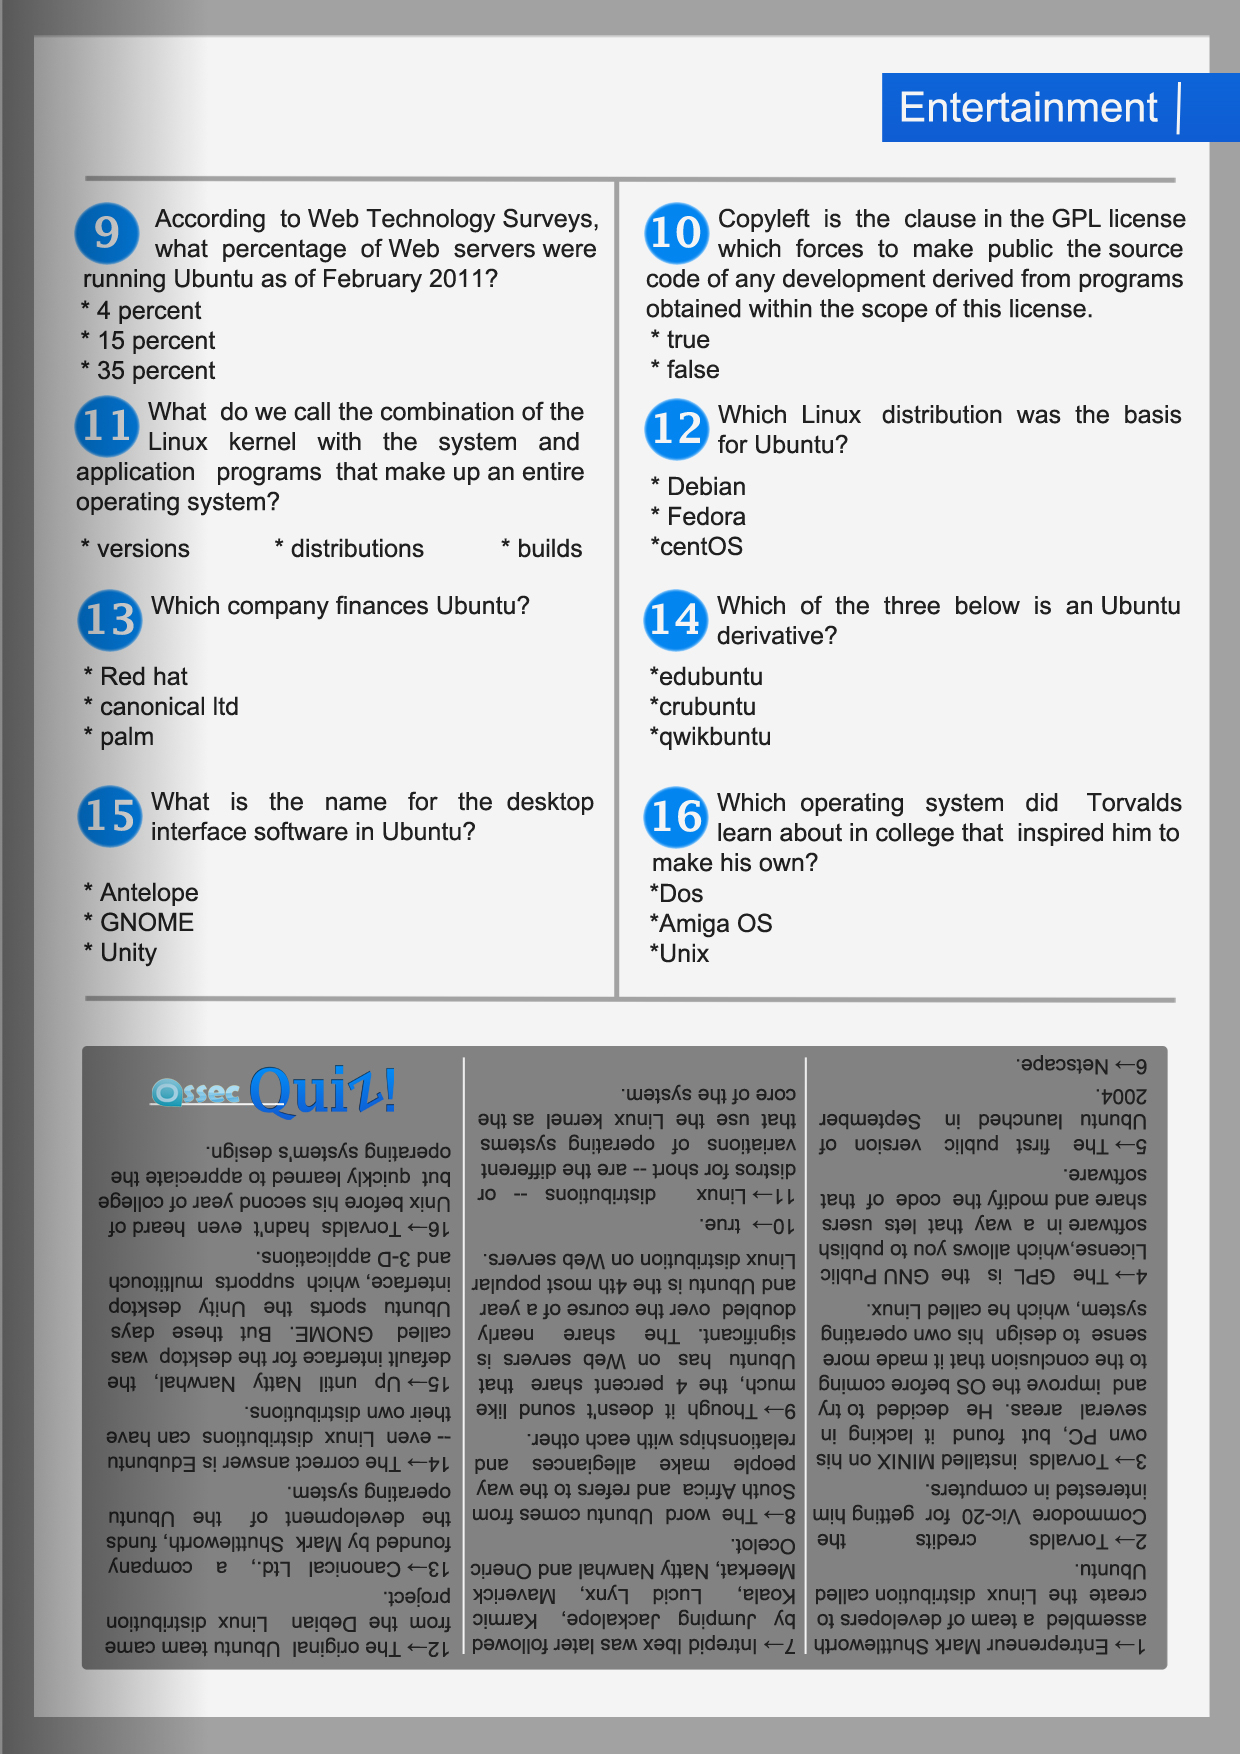 Entertainment
9 According to Web Technology Surveys,
what percentage of Web servers were
running Ubuntu as of February 2011?
* 4 percent
* 15 percent
* 35 percent
10 Copyleft is the clause in the GPL license
which forces to make public the source
code of any development derived from programs
obtained within the scope of this license.
* true
* false
11 What do we call the combination of the
Linux kernel with the system and
application programs that make up an entire
operating system?
* versions * distributions * builds
12 Which Linux distribution was the basis
for Ubuntu?
* Debian
* Fedora
*centOS
13 Which company finances Ubuntu?
* Red hat
* canonical ltd
* palm
14 Which of the three below is an Ubuntu
derivative?
*edubuntu
*crubuntu
*qwikbuntu
15 What is the name for the desktop
interface software in Ubuntu?
* Antelope
* GNOME
* Unity
16 Which operating system did Torvalds
learn about in college that inspired him to
make his own?
*Dos
*Amiga OS
*Unix
Ossec Quiz!
1→ Entrepreneur Mark Shuttleworth
assembled a team of developers to
create the Linux distribution called
Ubuntu.
2→ Torvalds credits the
Commodore Vic-20 for getting him
interested in computers.
3→ Torvalds installed MINIX on his
own PC, but found it lacking in
several areas. He decided to try
and improve the OS before coming
to the conclusion that it made more
sense to design his own operating
system, which he called Linux.
4→ The GPL is the GNU Public
License,which allows you to publish
software in a way that lets users
share and modify the code of that
software.
5→ The first public version of
Ubuntu launched in September
2004.
6→ Netscape.
7→ Intrepid Ibex was later followed
by Jumping Jackalope, Karmic
Koala, Lucid Lynx, Maverick
Meerkat, Natty Narwhal and Oneric
Ocelot.
8→ The word Ubuntu comes from
South Africa and refers to the way
people make allegiances and
relationships with each other.
9→ Though it doesn't sound like
much, the 4 percent share that
Ubuntu has on Web servers is
significant. The share nearly
doubled over the course of a year
and Ubuntu is the 4th most popular
Linux distribution on Web servers.
10→ true.
11→ Linux distributions -- or
distros for short -- are the different
variations of operating systems
that use the Linux kernel as the
core of the system.
12→ The original Ubuntu team came
from the Debian Linux distribution
project.
13→ Canonical Ltd., a company
founded by Mark Shuttleworth, funds
the development of the Ubuntu
operating system.
14→ The correct answer is Edubuntu
-- even Linux distributions can have
their own distributions.
15→ Up until Natty Narwhal, the
default interface for the desktop was
called GNOME. But these days
Ubuntu sports the Unity desktop
interface, which supports multitouch
and 3-D applications.
16→ Torvalds hadn't even heard of
Unix before his second year of college
but quickly learned to appreciate the
operating system's design.